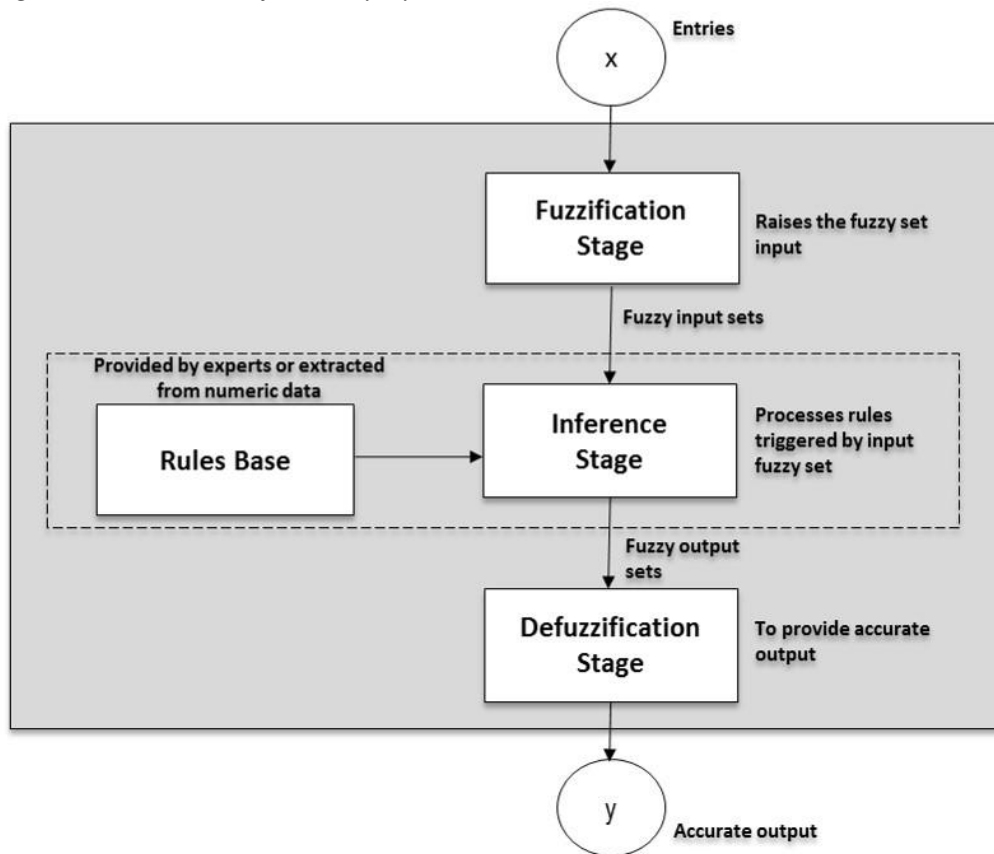 Entries
x
Fuzzification
Stage
Raises the fuzzy set
input
Fuzzy input sets
Provided by experts or extracted
from numeric data
Rules Base
Inference
Stage
Processes rules
triggered by input
fuzzy set
Fuzzy output
sets
Defuzzification
Stage
To provide accurate
output
y
Accurate output